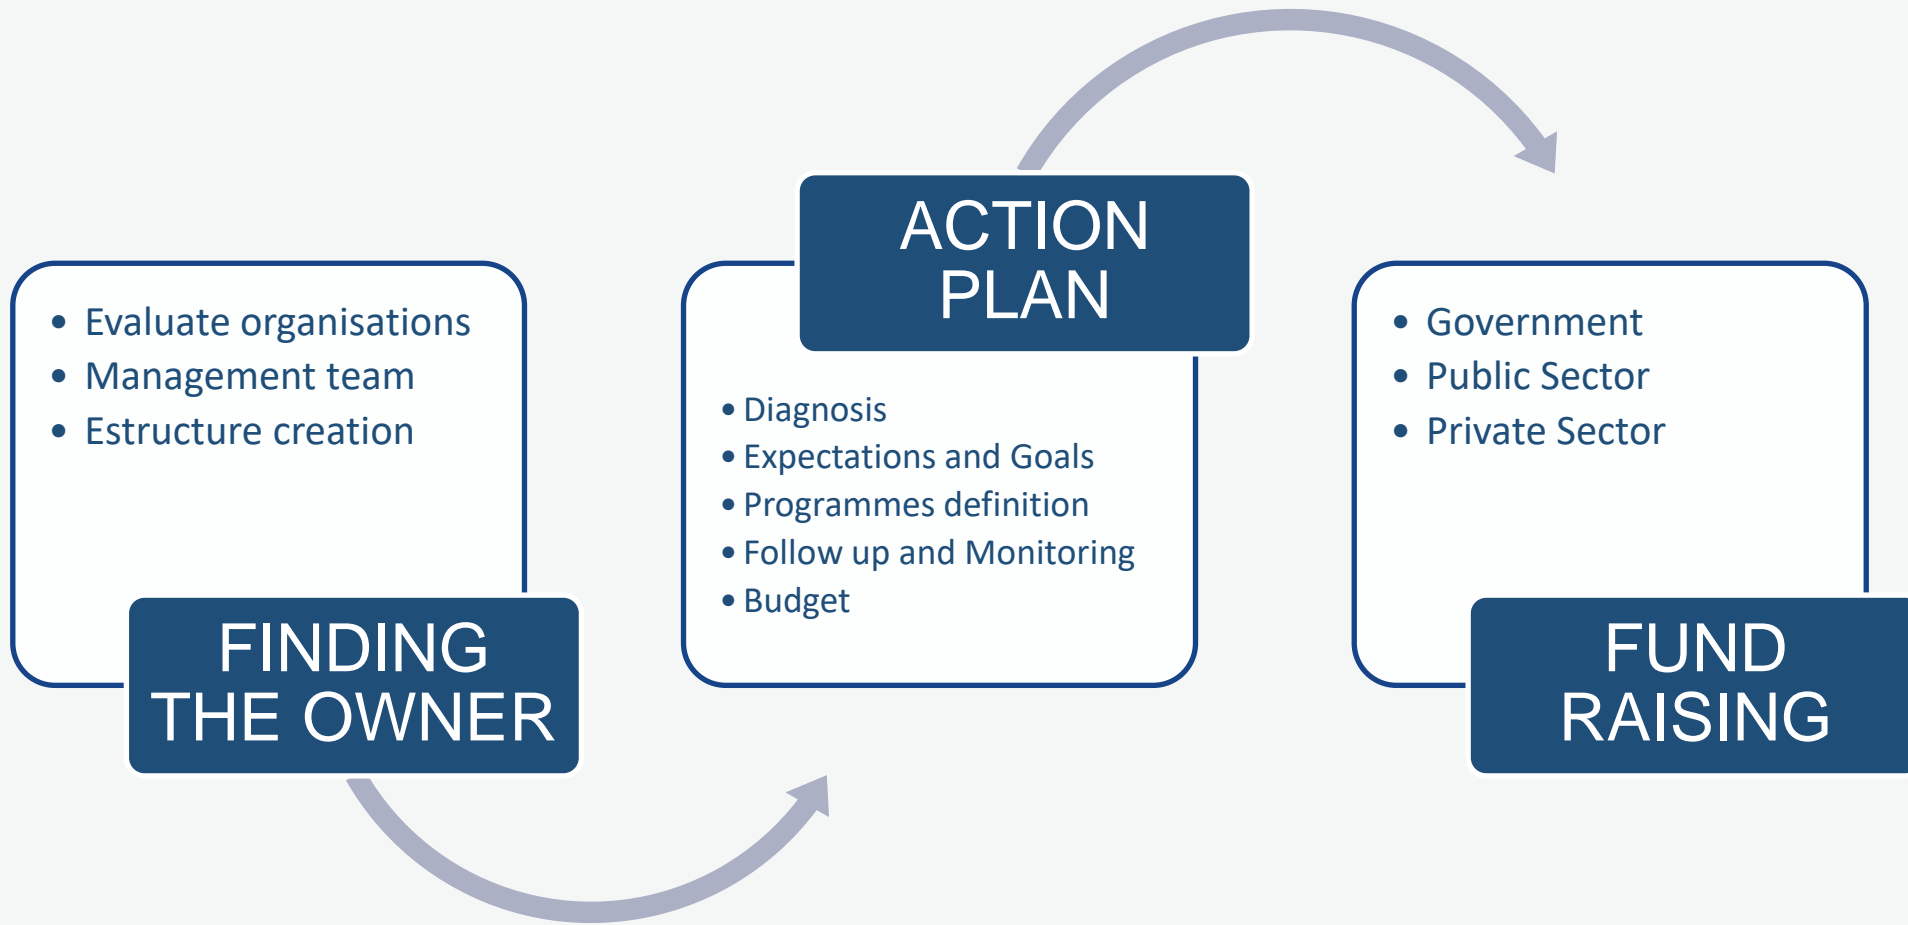 • Evaluate organisations
• Management team
• Estructure creation
FINDING
THE OWNER
ACTION
PLAN
• Diagnosis
• Expectations and Goals
• Programmes definition
• Follow up and Monitoring
• Budget
• Government
• Public Sector
• Private Sector
FUND
RAISING